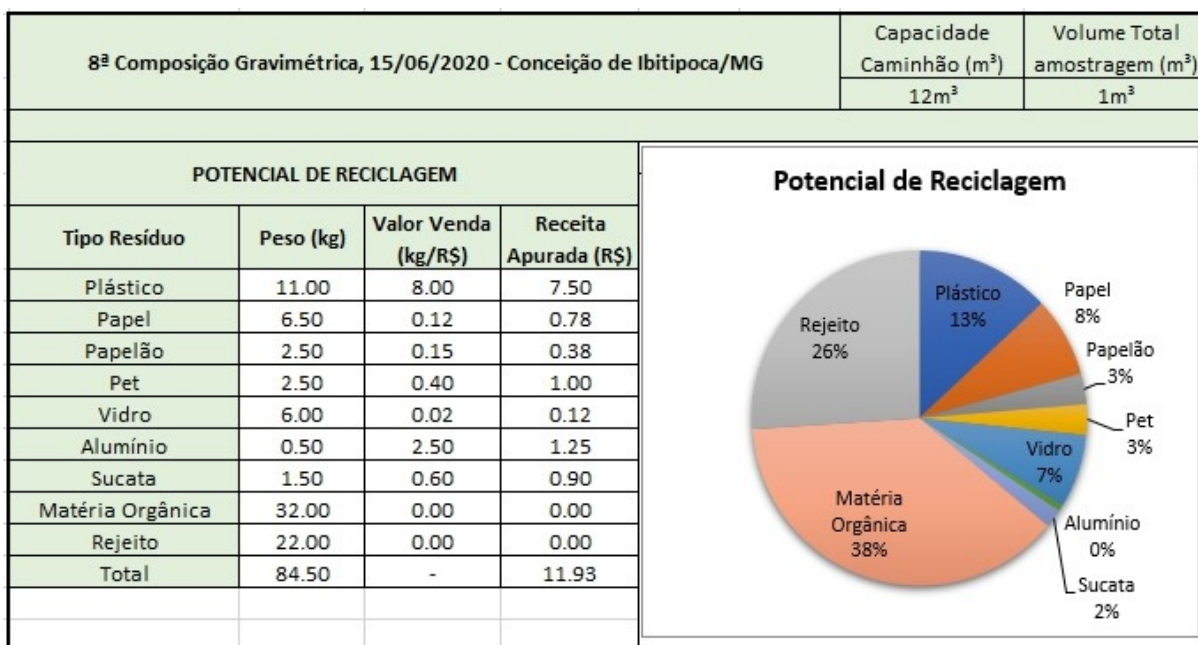 8ª Composição Gravimétrica, 15/06/2020 - Conceição de Ibitipoca/MG
Capacidade
Caminhão (m³)
12m³
Volume Total
amostragem (m³)
1m³
POTENCIAL DE RECICLAGEM
Tipo Resíduo Peso (kg) Valor Venda (kg/R$) Receita Apurada (R$)
Plástico 11.00 8.00 7.50
Papel 6.50 0.12 0.78
Papelão 2.50 0.15 0.38
Pet 2.50 0.40 1.00
Vidro 6.00 0.02 0.12
Alumínio 0.50 2.50 1.25
Sucata 1.50 0.60 0.90
Matéria Orgânica 32.00 0.00 0.00
Rejeito 22.00 0.00 0.00
Total 84.50 - 11.93
Potencial de Reciclagem
Plástico
13%
Papel
8%
Papelão
3%
Pet
3%
Vidro
7%
Alumínio
0%
Sucata
2%
Matéria
Orgânica
38%
Rejeito
26%